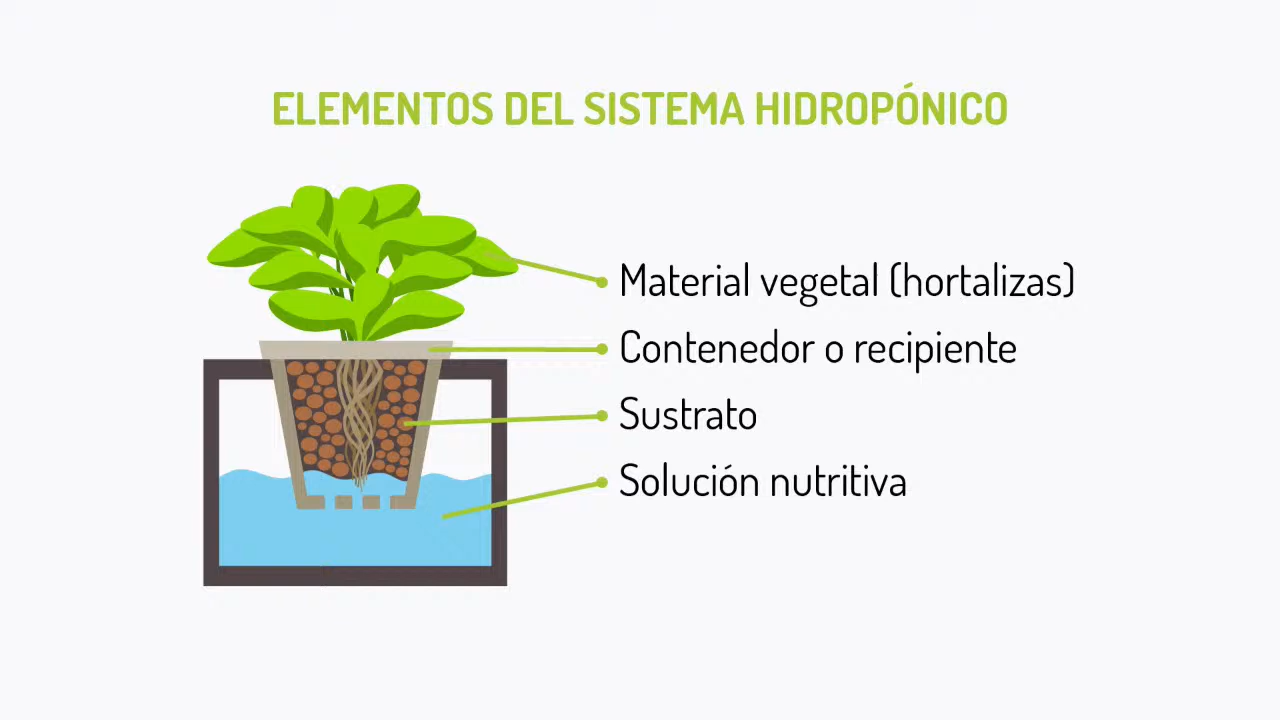 ELEMENTOS DEL SISTEMA HIDROPÓNICO
Material vegetal (hortalizas)
Contenedor o recipiente
Sustrato
Solución nutritiva